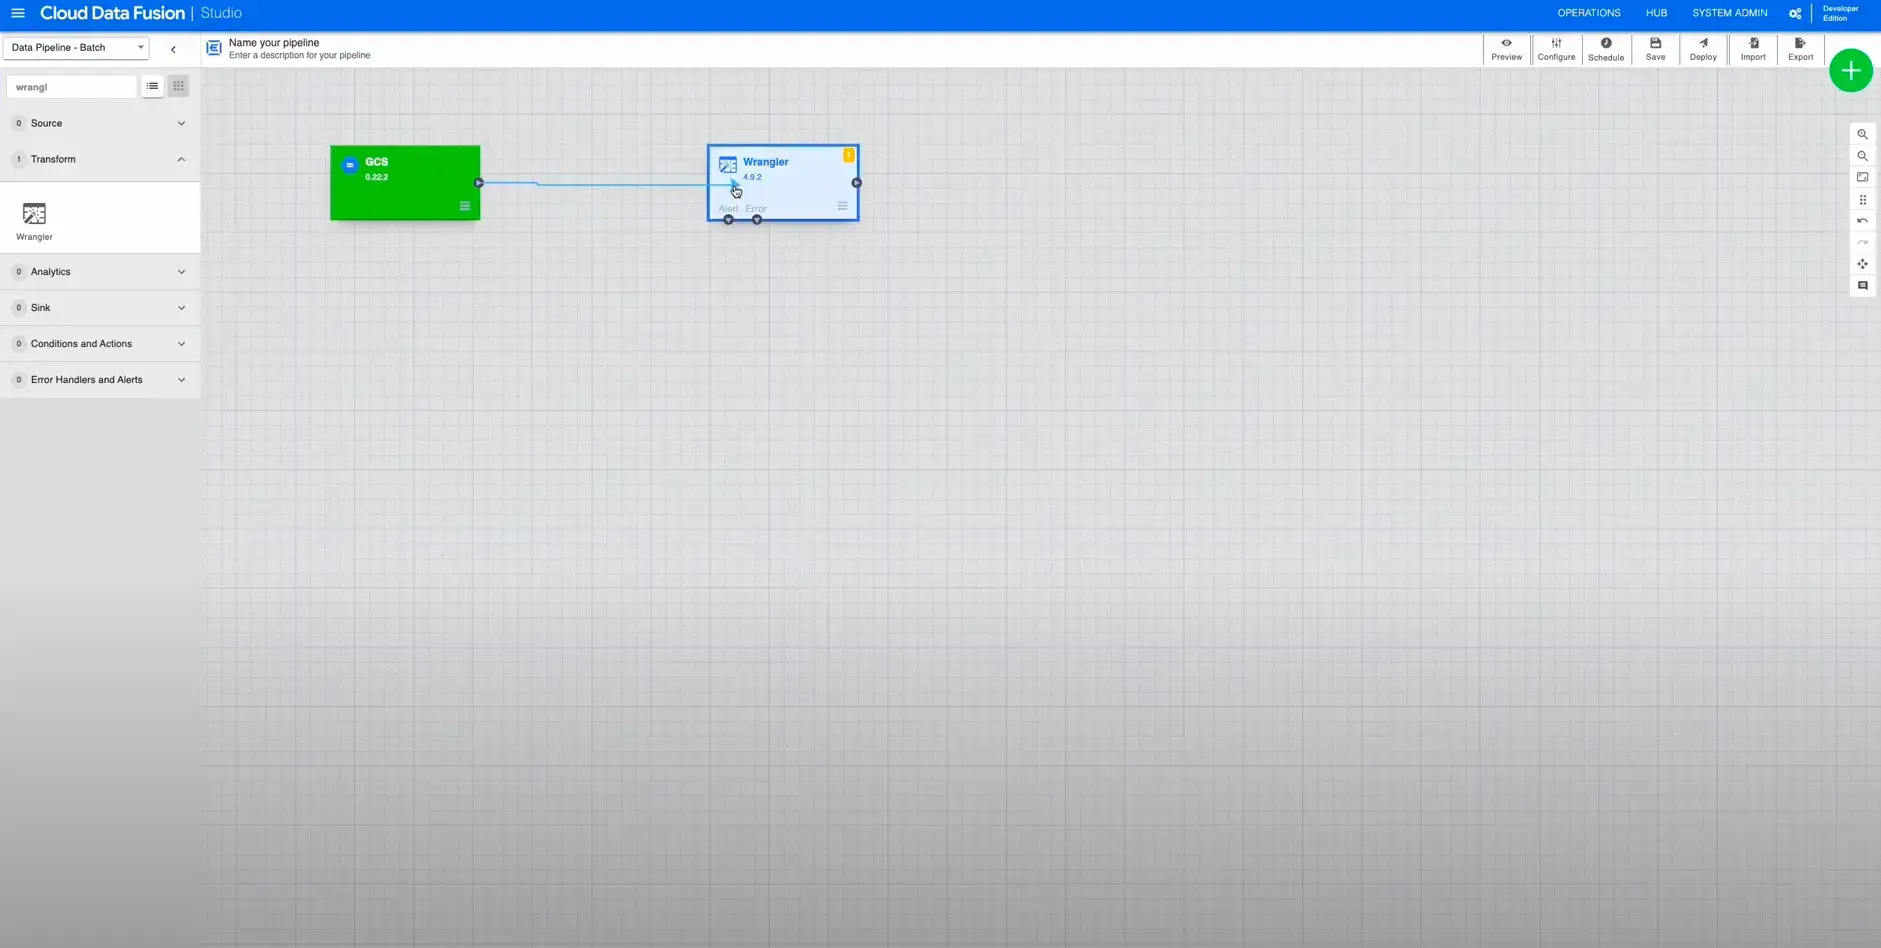 Cloud Data Fusion | Studio
OPERATIONS HUB SYSTEM ADMIN Developer Edition
Data Pipeline - Batch
Name your pipeline
Enter a description for your pipeline
Preview Configure Schedule Save Deploy Import Export
wrangl
0 Source
1 Transform
Wrangler
0 Analytics
0 Sink
0 Conditions and Actions
0 Error Handlers and Alerts
GCS
0.22.2
Wrangler
4.9.2
1
Alert Error